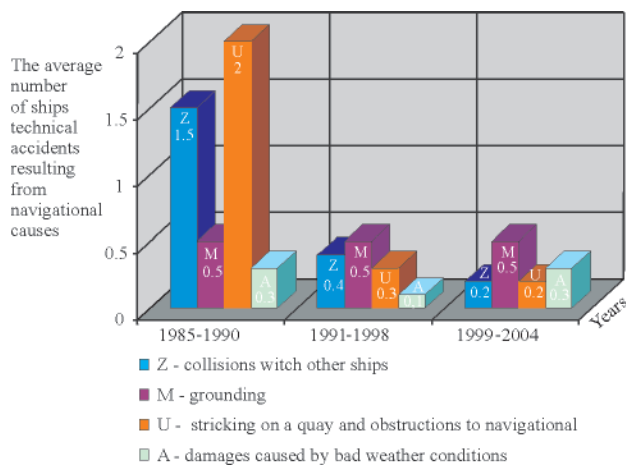 The average
number
of ships
technical
accidents
resulting
from
navigational
causes
2
1.5
1
0.5
0
Z
1.5
M
0.5
U
2
A
0.3
Z
0.4
M
0.5
U
0.3
A
0,1
Z
0.2
M
0.5
U
0.2
A
0.3
1985-1990
1991-1998
1999-2004
Years
Z - collisions witch other ships
M - grounding
U - stricking on a quay and obstructions to navigational
A - damages caused by bad weather conditions